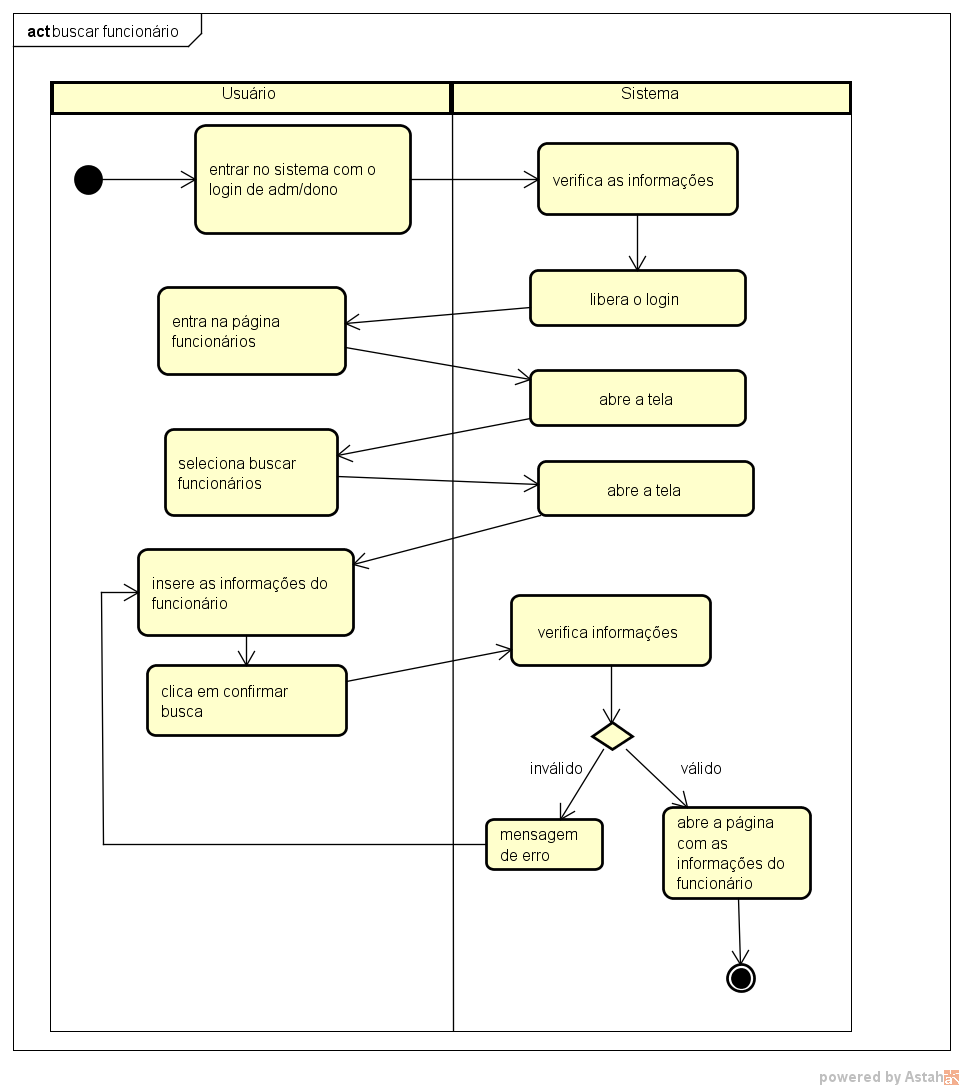 act buscar funcionário
Usuário
Sistema
entrar no sistema com o
login de adm/dono
verifica as informações
libera o login
entra na página
funcionários
abre a tela
seleciona buscar
funcionários
abre a tela
insere as informações do
funcionário
verifica informações
clica em confirmar
busca
inválido
válido
mensagem
de erro
abre a página
com as
informações do
funcionário
powered by Astah